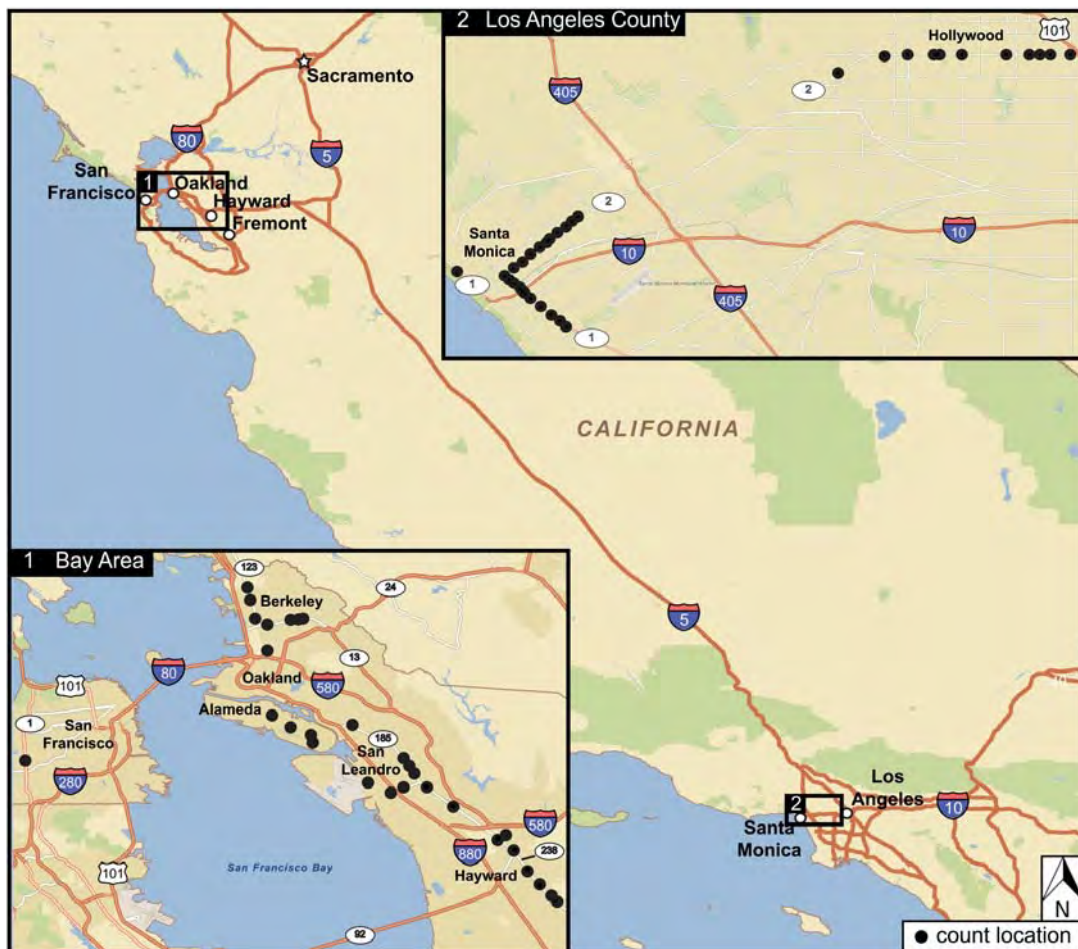 2 Los Angeles County
101
Hollywood
405
2
2
Santa
Monica
10
10
1
405
1
Sacramento
80
5
San
Francisco
1
Oakland
Hayward
Fremont
CALIFORNIA
5
2
Los
Angeles
10
Santa
Monica
N
count location
1 Bay Area
123
24
Berkeley
80
13
Oakland
580
101
Alameda
1
San
Francisco
185
San
Leandro
280
580
880
238
Hayward
San Francisco Bay
101
92